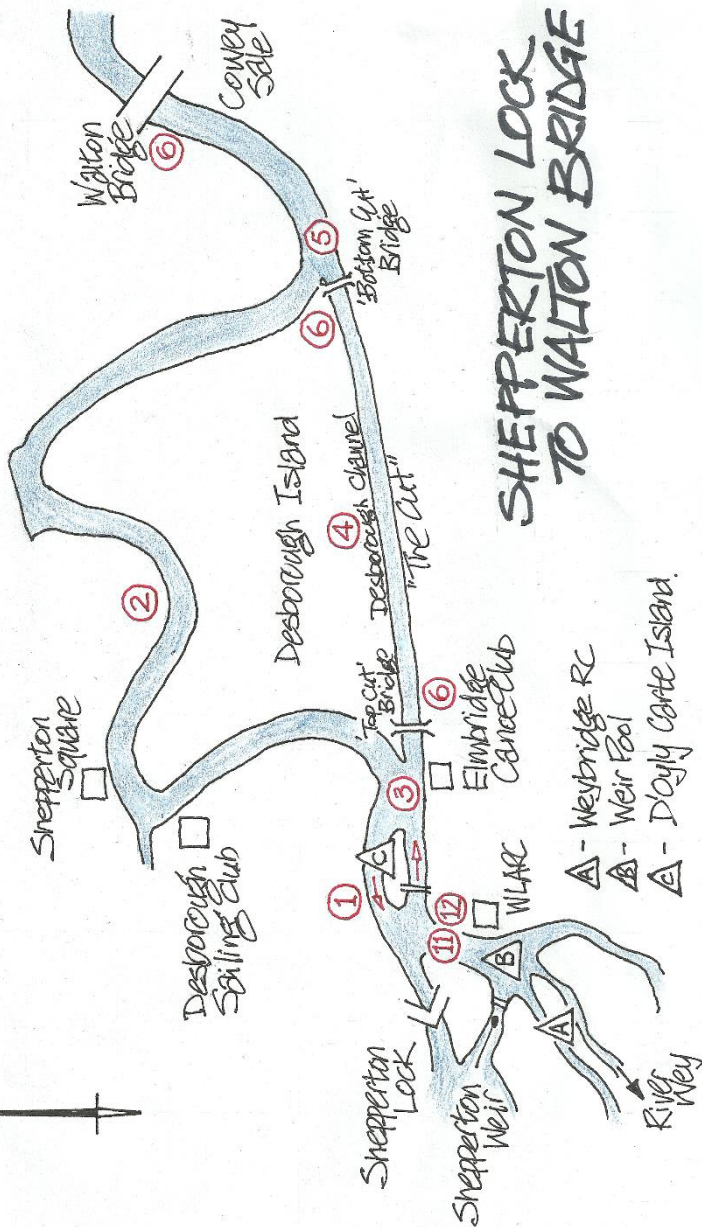 Walton
Bridge
6
Cowey
Sale
5
'Bottom Cut'
Bridge
6
Desborough Island
4
Desborough Channel
"The Cut"
2
Shepperton
Square
Desborough
Sailing Club
'Top Cut'
Bridge
6
Elmbridge
Canoe Club
3
C
1
12
11
WLARC
B
A
Shepperton
Lock
Shepperton
Weir
River
Wey
SHEPPERTON LOCK
TO WALTON BRIDGE
A - Weybridge RC
B - Weir Pool
C - D'Oyly Carte Island.